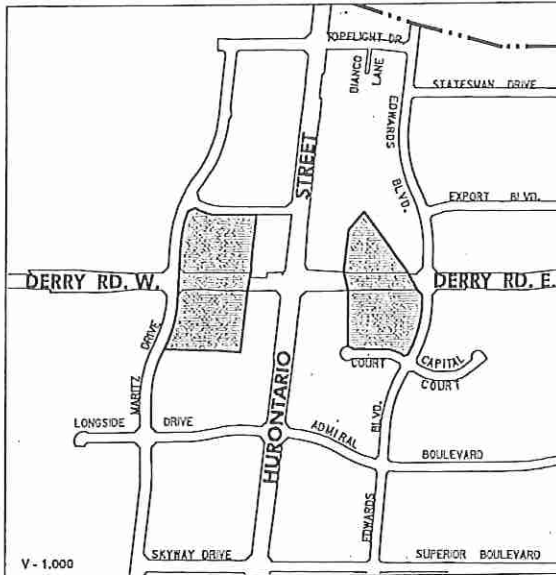 TOPFLIGHT DR.
BIANCO
LANE
STATESMAN DRIVE
EDWARDS
BLVD.
STREET
EXPORT BLVD.
DERRY RD. W.
DERRY RD. E.
MARITZ
DRIVE
COURT
CAPITAL
COURT
HURONTARIO
LONGSIDE DRIVE
ADMIRAL
BOULEVARD
BLVD.
EDWARDS
SKYWAY DRIVE
SUPERIOR BOULEVARD
V - 1.000